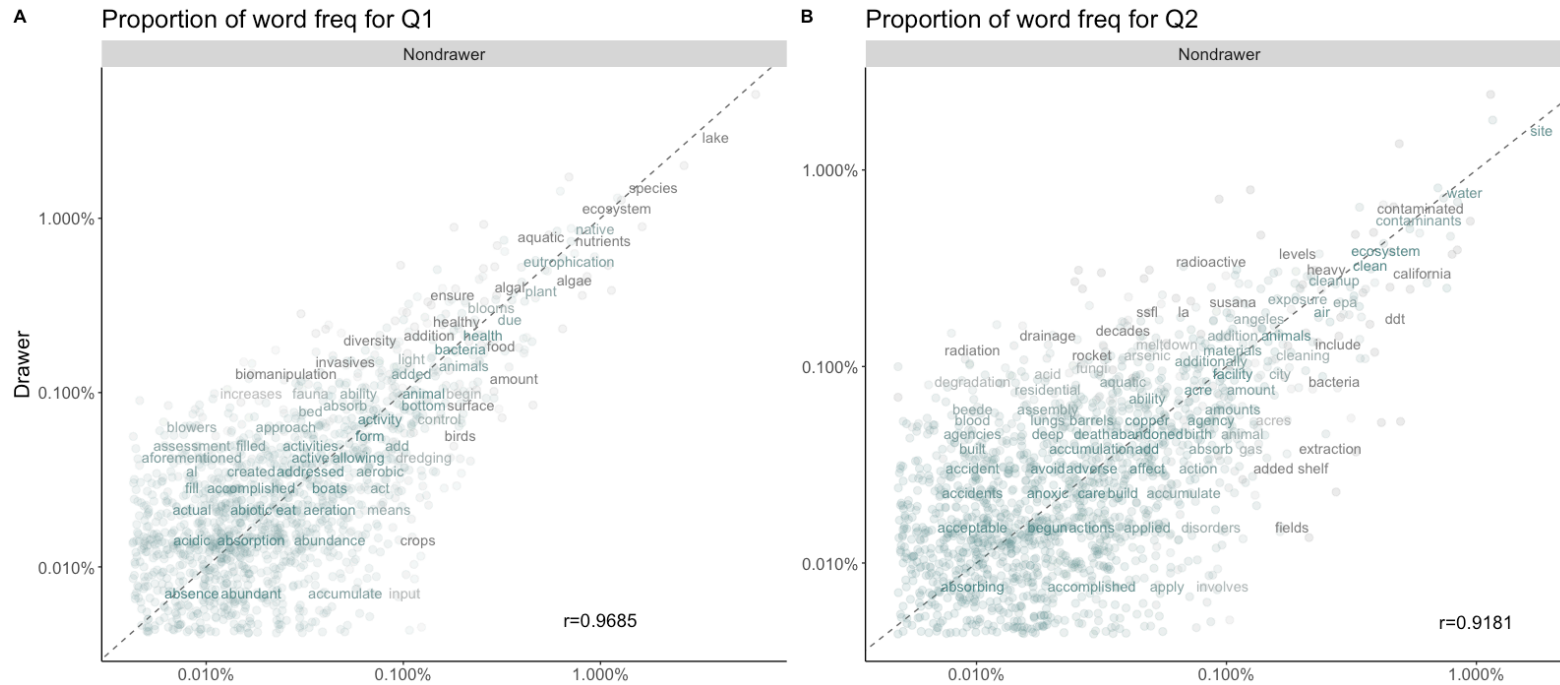 A Proportion of word freq for Q1
Nondrawer
Drawer
1.000%
0.100%
0.010%
lake
species
ecosystem
native
aquatic nutrients
eutrophication
algae
algal plant
ensure
blooms
healthy due
addition health
diversity food
bacteria
light
invasives animals
biomanipulation added amount
increases fauna ability animal begin
absorb bottom surface
bed
activity control
blowers approach
form birds
assessment filled activities add
aforementioned active allowing dredging
al created addressed aerobic
fill accomplished boats act
actual abiotic eat aeration means
acidic absorption abundance crops
absence abundant accumulate input
r=0.9685
0.010% 0.100% 1.000%
B Proportion of word freq for Q2
Nondrawer
1.000%
0.100%
0.010%
site
water
contaminated
contaminants
ecosystem
levels
radioactive clean
heavy california
cleanup
exposure epa
susana
ssfl la air
angeles ddt
decades
drainage addition animals
meltdown include
radiation materials
rocket arsenic cleaning
additionally
fungi
acid facility city
degradation aquatic bacteria
residential acre amount
ability
beede assembly amounts
blood lungs barrels copper agency acres
agencies deep death abandoned birth animal
built accumulation add absorb gas extraction
accident avoid adverse affect action added shelf
accidents anoxic care build accumulate
acceptable begun actions applied disorders fields
absorbing accomplished apply involves
r=0.9181
0.010% 0.100% 1.000%